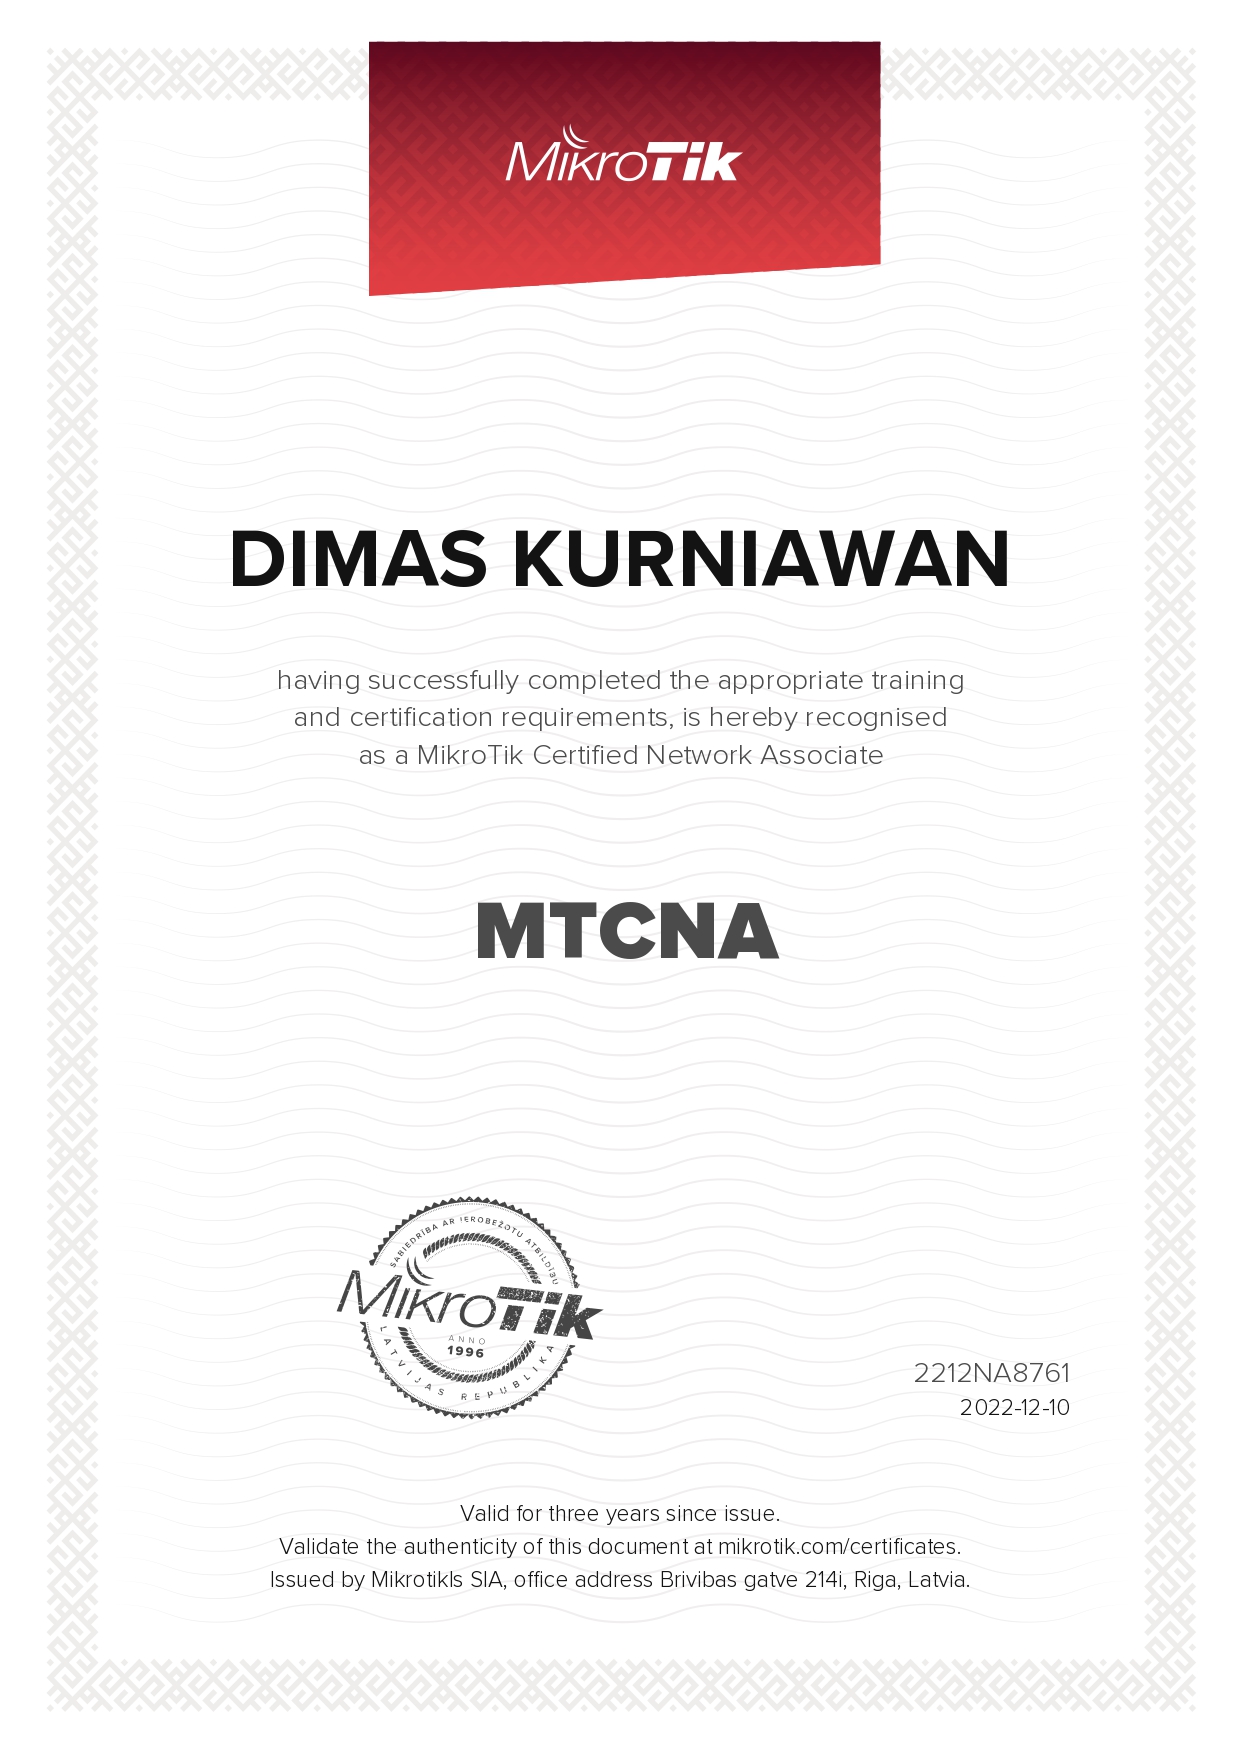 MikroTik
DIMAS KURNIAWAN
having successfully completed the appropriate training
and certification requirements, is hereby recognised
as a MikroTik Certified Network Associate
MTCNA
SABIEDRĪBA AR IEROBEŽOTU ATBILDĪBU
MikroTik
ANNO
1996
LATVIJAS REPUBLIKA
2212NA8761
2022-12-10
Valid for three years since issue.
Validate the authenticity of this document at mikrotik.com/certificates.
Issued by Mikrotikls SIA, office address Brivibas gatve 214i, Riga, Latvia.